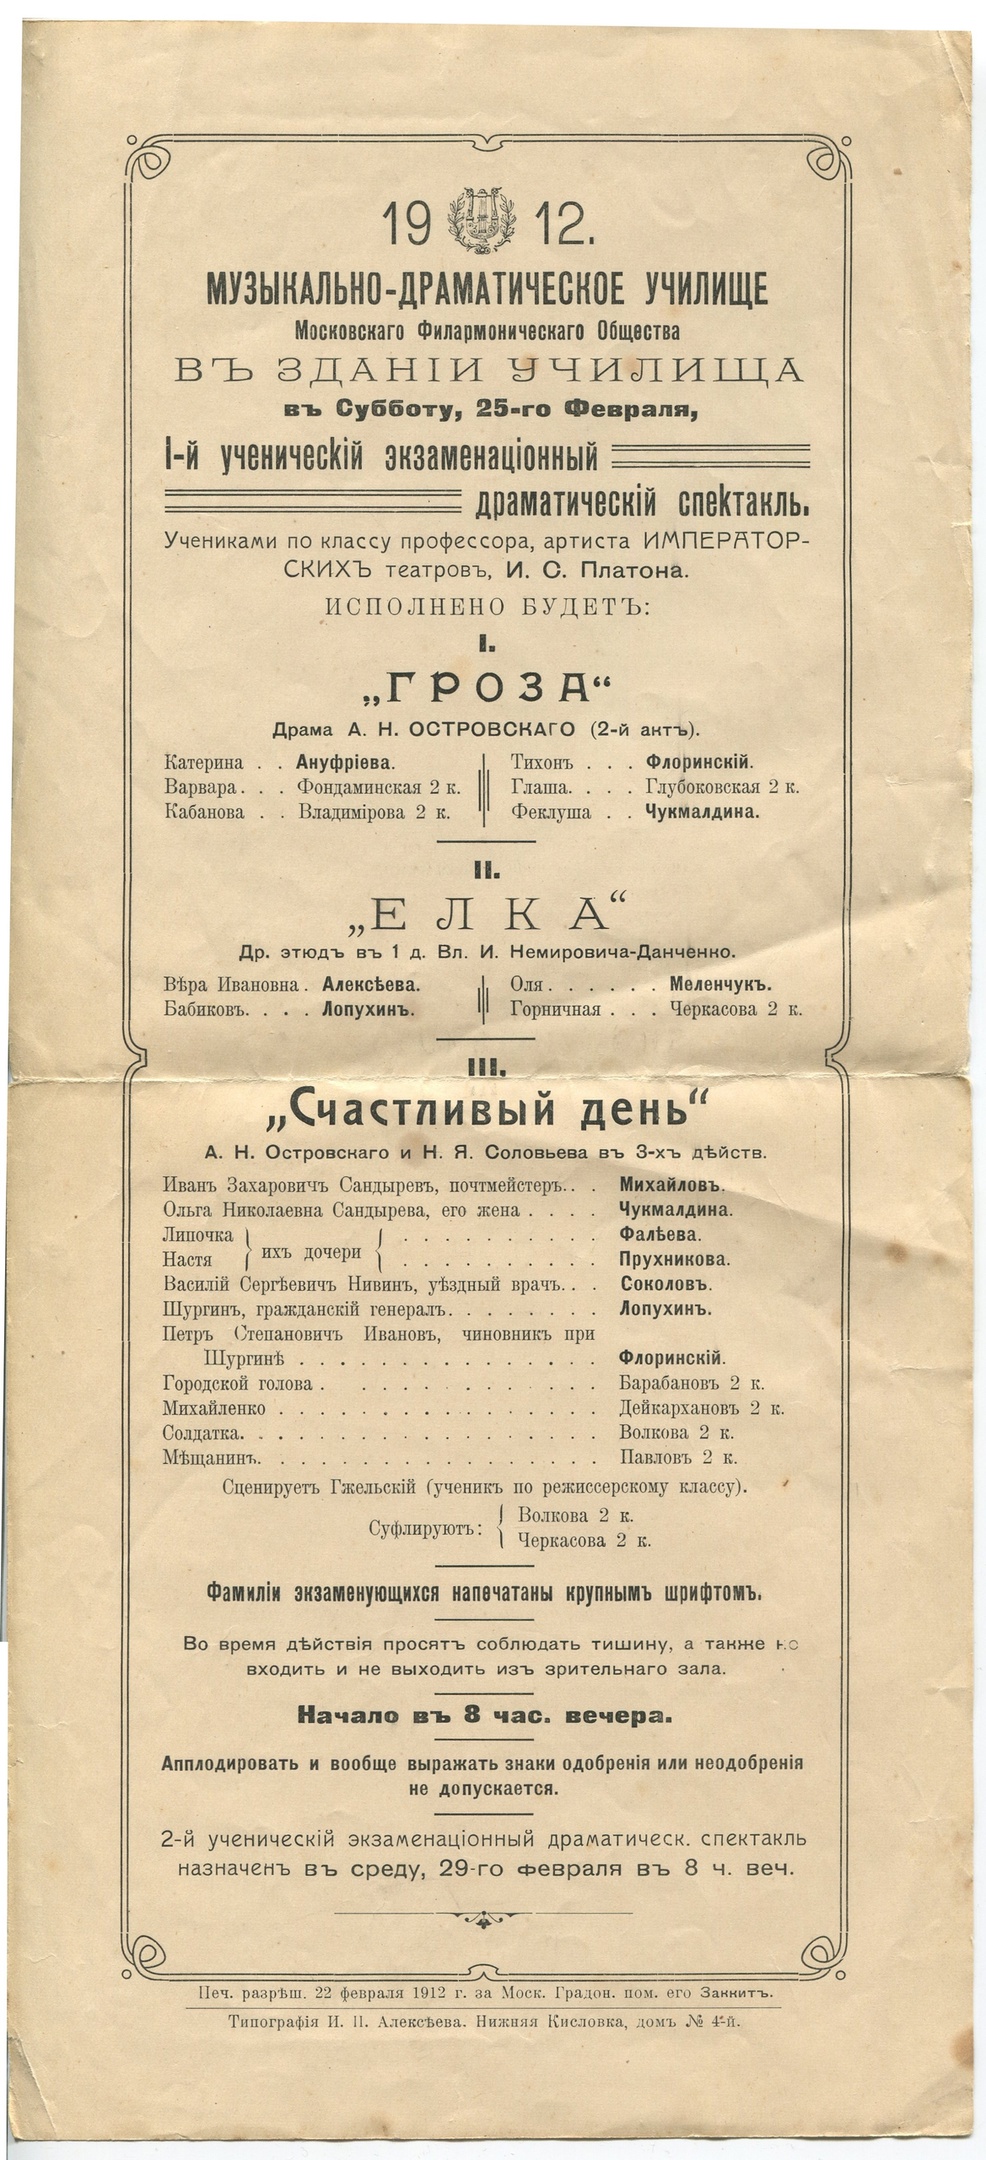 1912.
МУЗЫКАЛЬНО-ДРАМАТИЧЕСКОЕ УЧИЛИЩЕ
Московскаго Филармоническаго Общества
ВЪ ЗДАНІИ УЧИЛИЩА
въ Субботу, 25-го Февраля,
I-й ученическій экзаменаціонный
драматическій спектакль.
Учениками по классу профессора, артиста ИМПЕРАТОР-
СКИХЪ театровъ, И. С. Платона.
ИСПОЛНЕНО БУДЕТЪ:
I.
„ГРОЗА“
Драма А. Н. ОСТРОВСКАГО (2-й актъ).
Катерина . . Ануфріева. Тихонъ . . . Флоринскій.
Варвара. . . Фондаминская 2 к. Глаша. . . . Глубоковская 2 к.
Кабанова . . Владимірова 2 к. Феклуша . . Чукмалдина.
II.
„ЕЛКА“
Др. этюдъ въ 1 д. Вл. И. Немировича-Данченко.
Вѣра Ивановна. Алексѣева. Оля. . . . . . Меленчукъ.
Бабиковъ. . . . Лопухинъ. Горничная . . . Черкасова 2 к.
III.
„Счастливый день“
А. Н. Островскаго и Н. Я. Соловьева въ 3-хъ дѣйств.
Иванъ Захаровичъ Сандыревъ, почтмейстеръ. . . Михайловъ.
Ольга Николаевна Сандырева, его жена . . . . Чукмалдина.
Липочка . . . . . . . . . . Фалѣева.
ихъ дочери
Настя . . . . . . . . . . Прухникова.
Василій Сергѣевичъ Нивинъ, уѣздный врачъ. . . Соколовъ.
Шургинъ, гражданскій генералъ. . . . . . . . Лопухинъ.
Петръ Степановичъ Ивановъ, чиновникъ при
Шургинѣ . . . . . . . . . . . . . . . Флоринскій.
Городской голова . . . . . . . . . . . . . Барабановъ 2 к.
Михайленко . . . . . . . . . . . . . . . . Дейкархановъ 2 к.
Солдатка. . . . . . . . . . . . . . . . . . Волкова 2 к.
Мѣщанинъ. . . . . . . . . . . . . . . . . Павловъ 2 к.
Сценируетъ Гжельскій (ученикъ по режиссерскому классу).
Суфлируютъ: Волкова 2 к.
Черкасова 2 к.
Фамиліи экзаменующихся напечатаны крупнымъ шрифтомъ.
Во время дѣйствія просятъ соблюдать тишину, а также не
входить и не выходить изъ зрительнаго зала.
Начало въ 8 час. вечера.
Апплодировать и вообще выражать знаки одобренія или неодобренія
не допускается.
2-й ученическій экзаменаціонный драматическ. спектакль
назначенъ въ среду, 29-го февраля въ 8 ч. веч.
Печ. разрѣш. 22 февраля 1912 г. за Моск. Градон. пом. его Заккитъ.
Типографія И. П. Алексѣева. Нижняя Кисловка, домъ № 4-й.